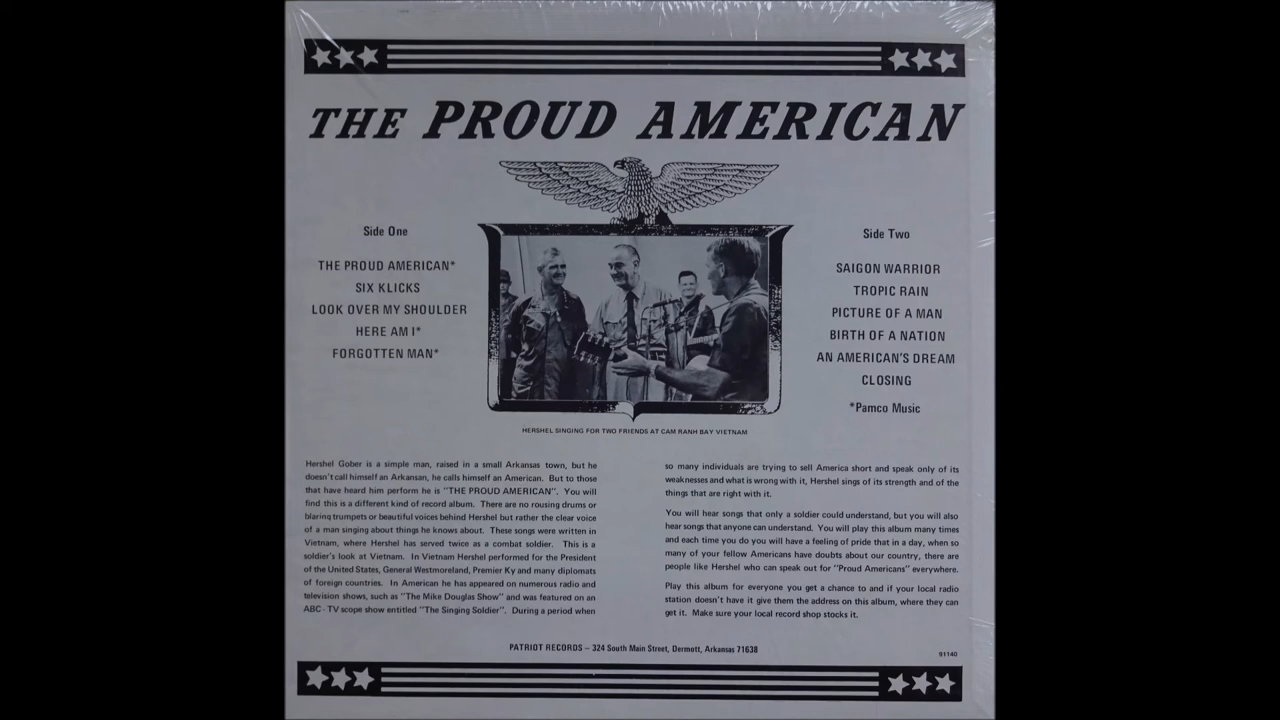 THE PROUD AMERICAN
Side One
THE PROUD AMERICAN*
SIX KLICKS
LOOK OVER MY SHOULDER
HERE AM I*
FORGOTTEN MAN*
Side Two
SAIGON WARRIOR
TROPIC RAIN
PICTURE OF A MAN
BIRTH OF A NATION
AN AMERICAN'S DREAM
CLOSING
*Pamco Music
HERSHEL SINGING FOR TWO FRIENDS AT CAM RANH BAY VIETNAM
Hershel Gober is a simple man, raised in a small Arkansas town, but he
doesn't call himself an Arkansan, he calls himself an American. But to those
that have heard him perform he is "THE PROUD AMERICAN". You will
find this is a different kind of record album. There are no rousing drums or
blaring trumpets or beautiful voices behind Hershel but rather the clear voice
of a man singing about things he knows about. These songs were written in
Vietnam, where Hershel has served twice as a combat soldier. This is a
soldier's look at Vietnam. In Vietnam Hershel performed for the President
of the United States, General Westmoreland, Premier Ky and many diplomats
of foreign countries. In American he has appeared on numerous radio and
television shows, such as "The Mike Douglas Show" and was featured on an
ABC - TV scope show entitled "The Singing Soldier". During a period when
so many individuals are trying to sell America short and speak only of its
weaknesses and what is wrong with it, Hershel sings of its strength and of the
things that are right with it.
You will hear songs that only a soldier could understand, but you will also
hear songs that anyone can understand. You will play this album many times
and each time you do you will have a feeling of pride that in a day, when so
many of your fellow Americans have doubts about our country, there are
people like Hershel who can speak out for "Proud Americans" everywhere.
Play this album for everyone you get a chance to and if your local radio
station doesn't have it give them the address on this album, where they can
get it. Make sure your local record shop stocks it.
PATRIOT RECORDS – 324 South Main Street, Dermott, Arkansas 71638
91140